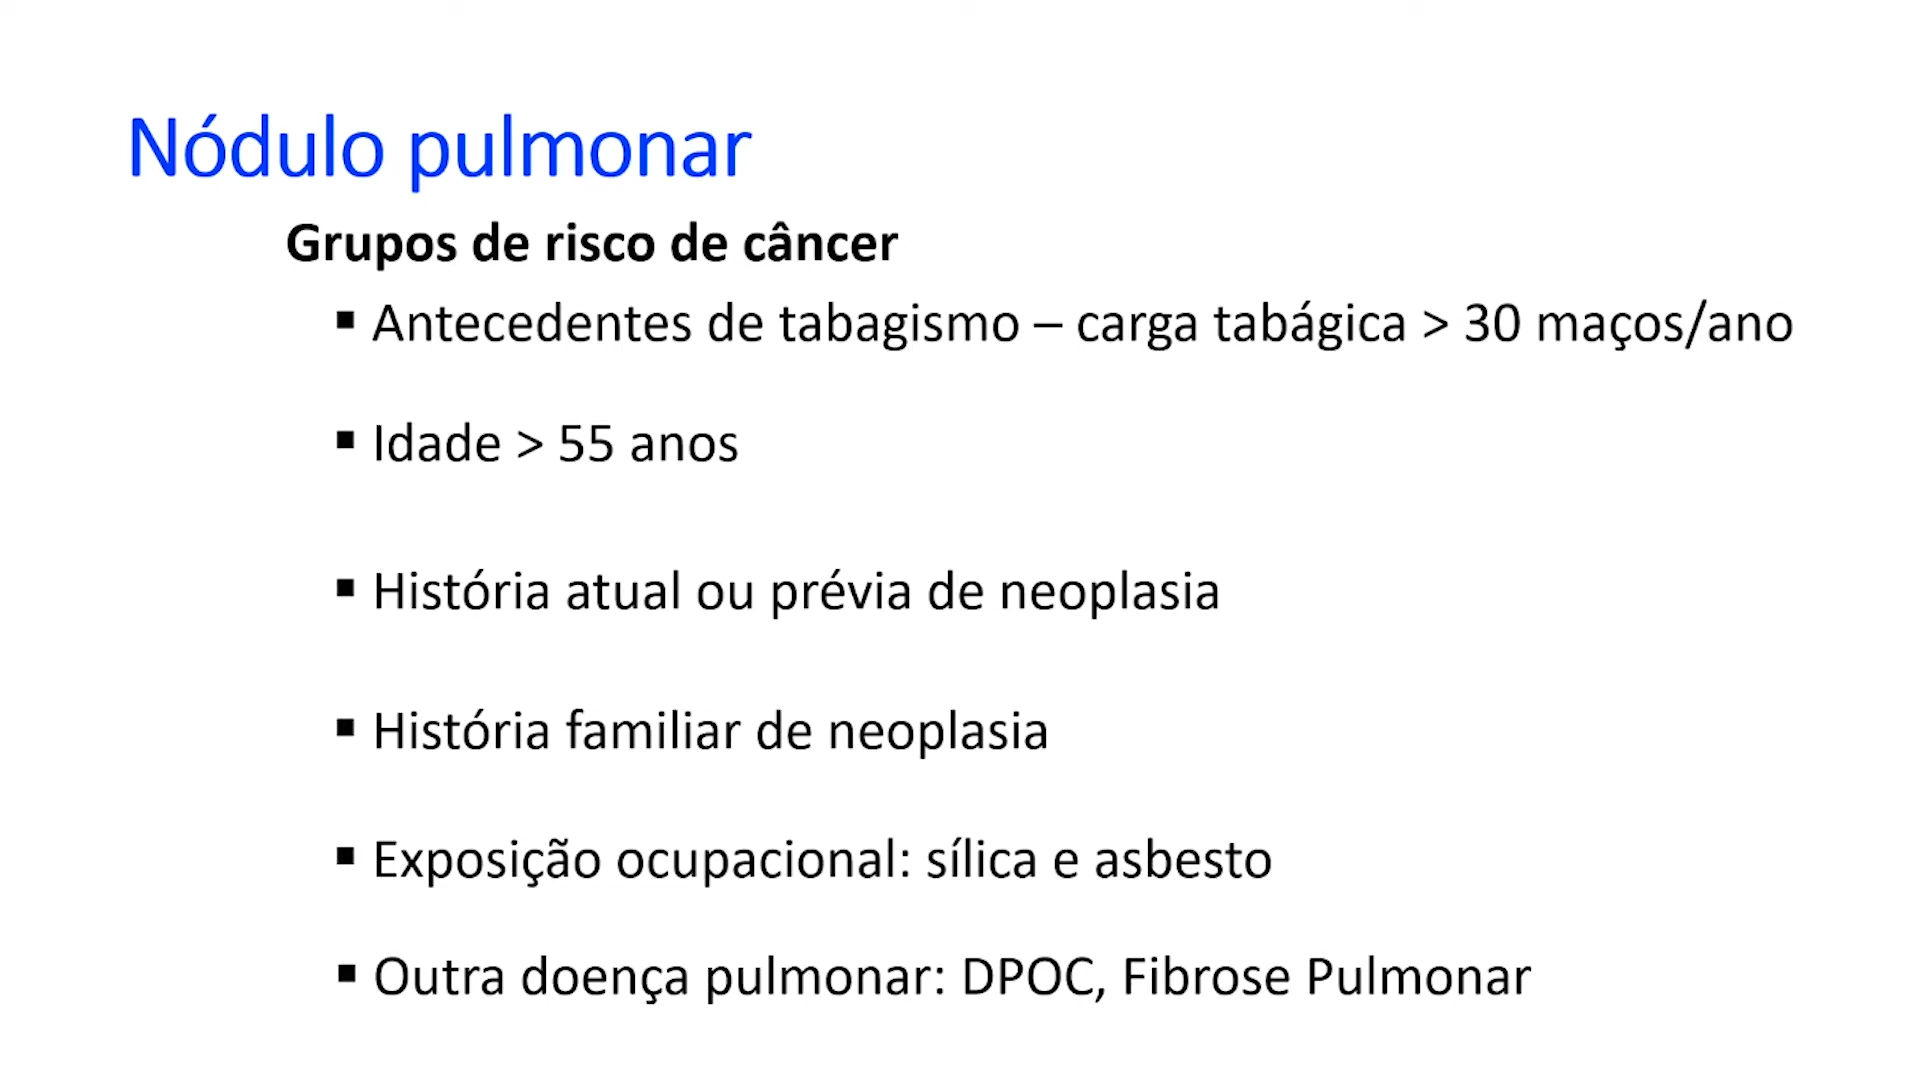 Nódulo pulmonar
Grupos de risco de câncer
▪ Antecedentes de tabagismo – carga tabágica > 30 maços/ano
▪ Idade > 55 anos
▪ História atual ou prévia de neoplasia
▪ História familiar de neoplasia
▪ Exposição ocupacional: sílica e asbesto
▪ Outra doença pulmonar: DPOC, Fibrose Pulmonar